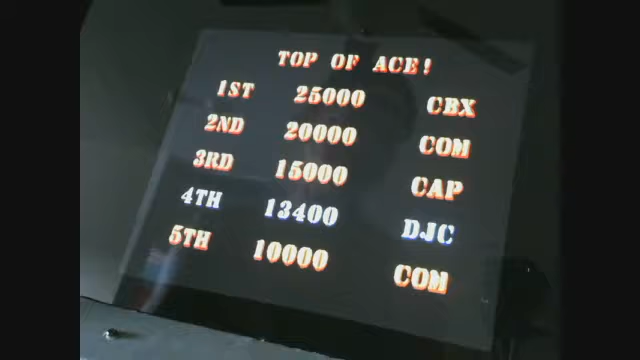 TOP OF ACE!
1ST 25000 CBX
2ND 20000 COM
3RD 15000 CAP
4TH 13400 DJC
5TH 10000 COM